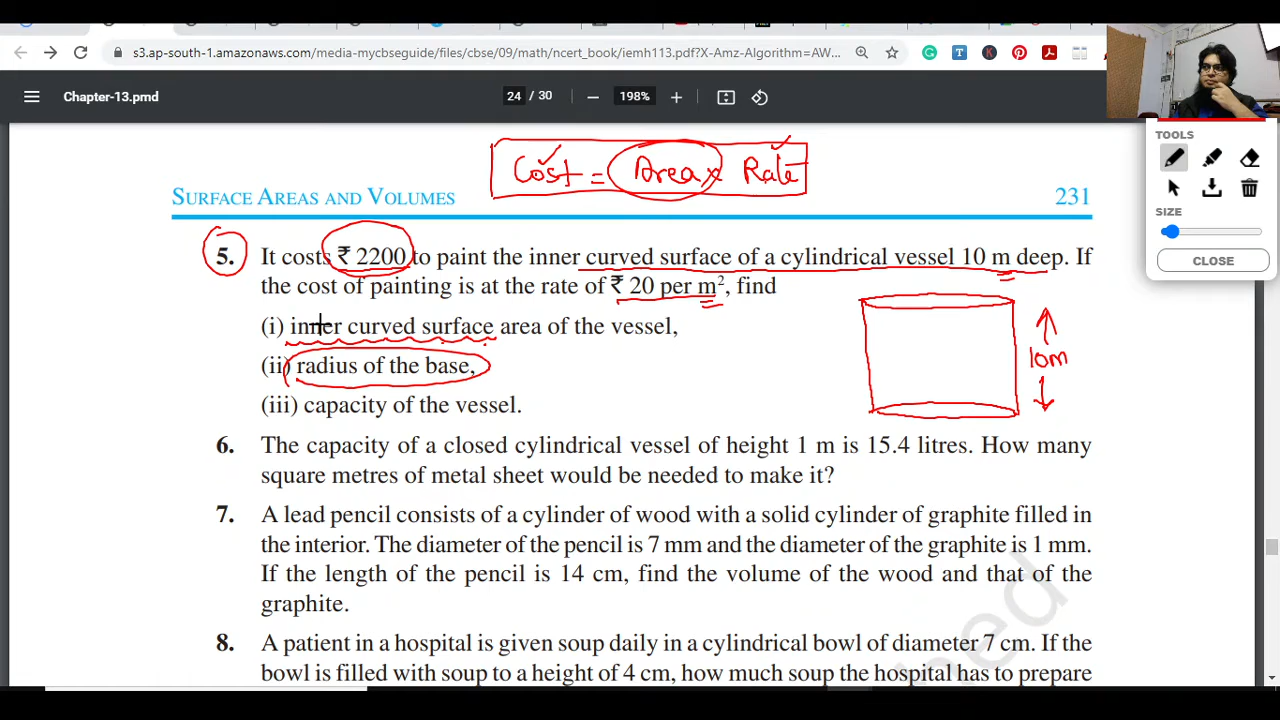 s3.ap-south-1.amazonaws.com/media-mycbseguide/files/cbse/09/math/ncert_book/iemh113.pdf?X-Amz-Algorithm=AW...
Chapter-13.pmd
24 / 30
198%
TOOLS
SIZE
CLOSE
Cost = Area x Rate
SURFACE AREAS AND VOLUMES 231
5. It costs ₹ 2200 to paint the inner curved surface of a cylindrical vessel 10 m deep. If
the cost of painting is at the rate of ₹ 20 per m², find
(i) inner curved surface area of the vessel,
(ii) radius of the base,
(iii) capacity of the vessel.
10m
6. The capacity of a closed cylindrical vessel of height 1 m is 15.4 litres. How many
square metres of metal sheet would be needed to make it?
7. A lead pencil consists of a cylinder of wood with a solid cylinder of graphite filled in
the interior. The diameter of the pencil is 7 mm and the diameter of the graphite is 1 mm.
If the length of the pencil is 14 cm, find the volume of the wood and that of the
graphite.
8. A patient in a hospital is given soup daily in a cylindrical bowl of diameter 7 cm. If the
bowl is filled with soup to a height of 4 cm, how much soup the hospital has to prepare